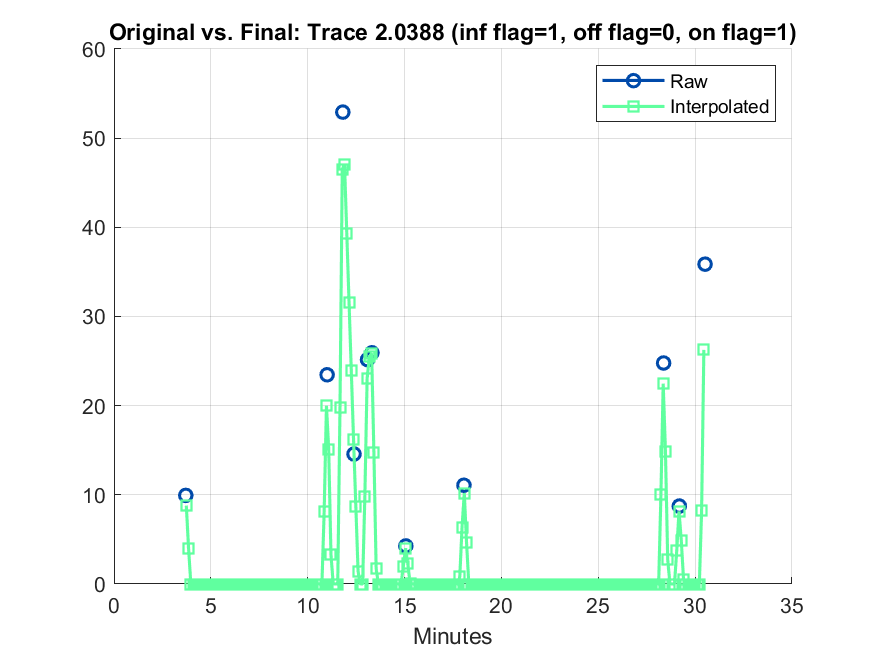 Original vs. Final: Trace 2.0388 (inf flag=1, off flag=0, on flag=1)
Raw
Interpolated
60
50
40
30
20
10
0
0 5 10 15 20 25 30 35
Minutes